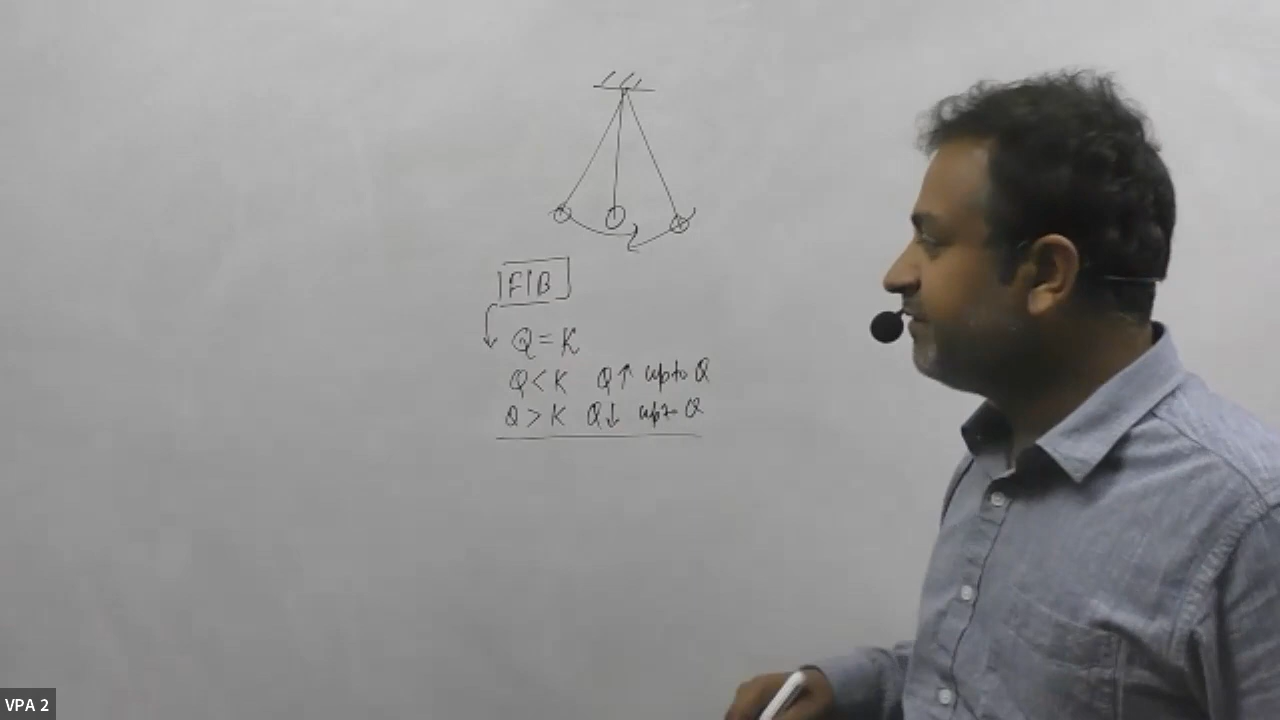 F|B
Q = K
Q < K Q↑ upto Q
Q > K Q↓ upto Q
VPA 2